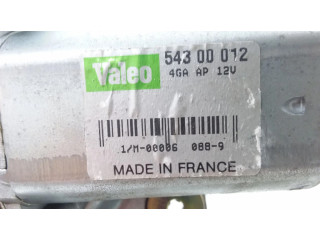 Valeo 543 00 012
4GA AP 12V
1/M-00006 088-9
MADE IN FRANCE